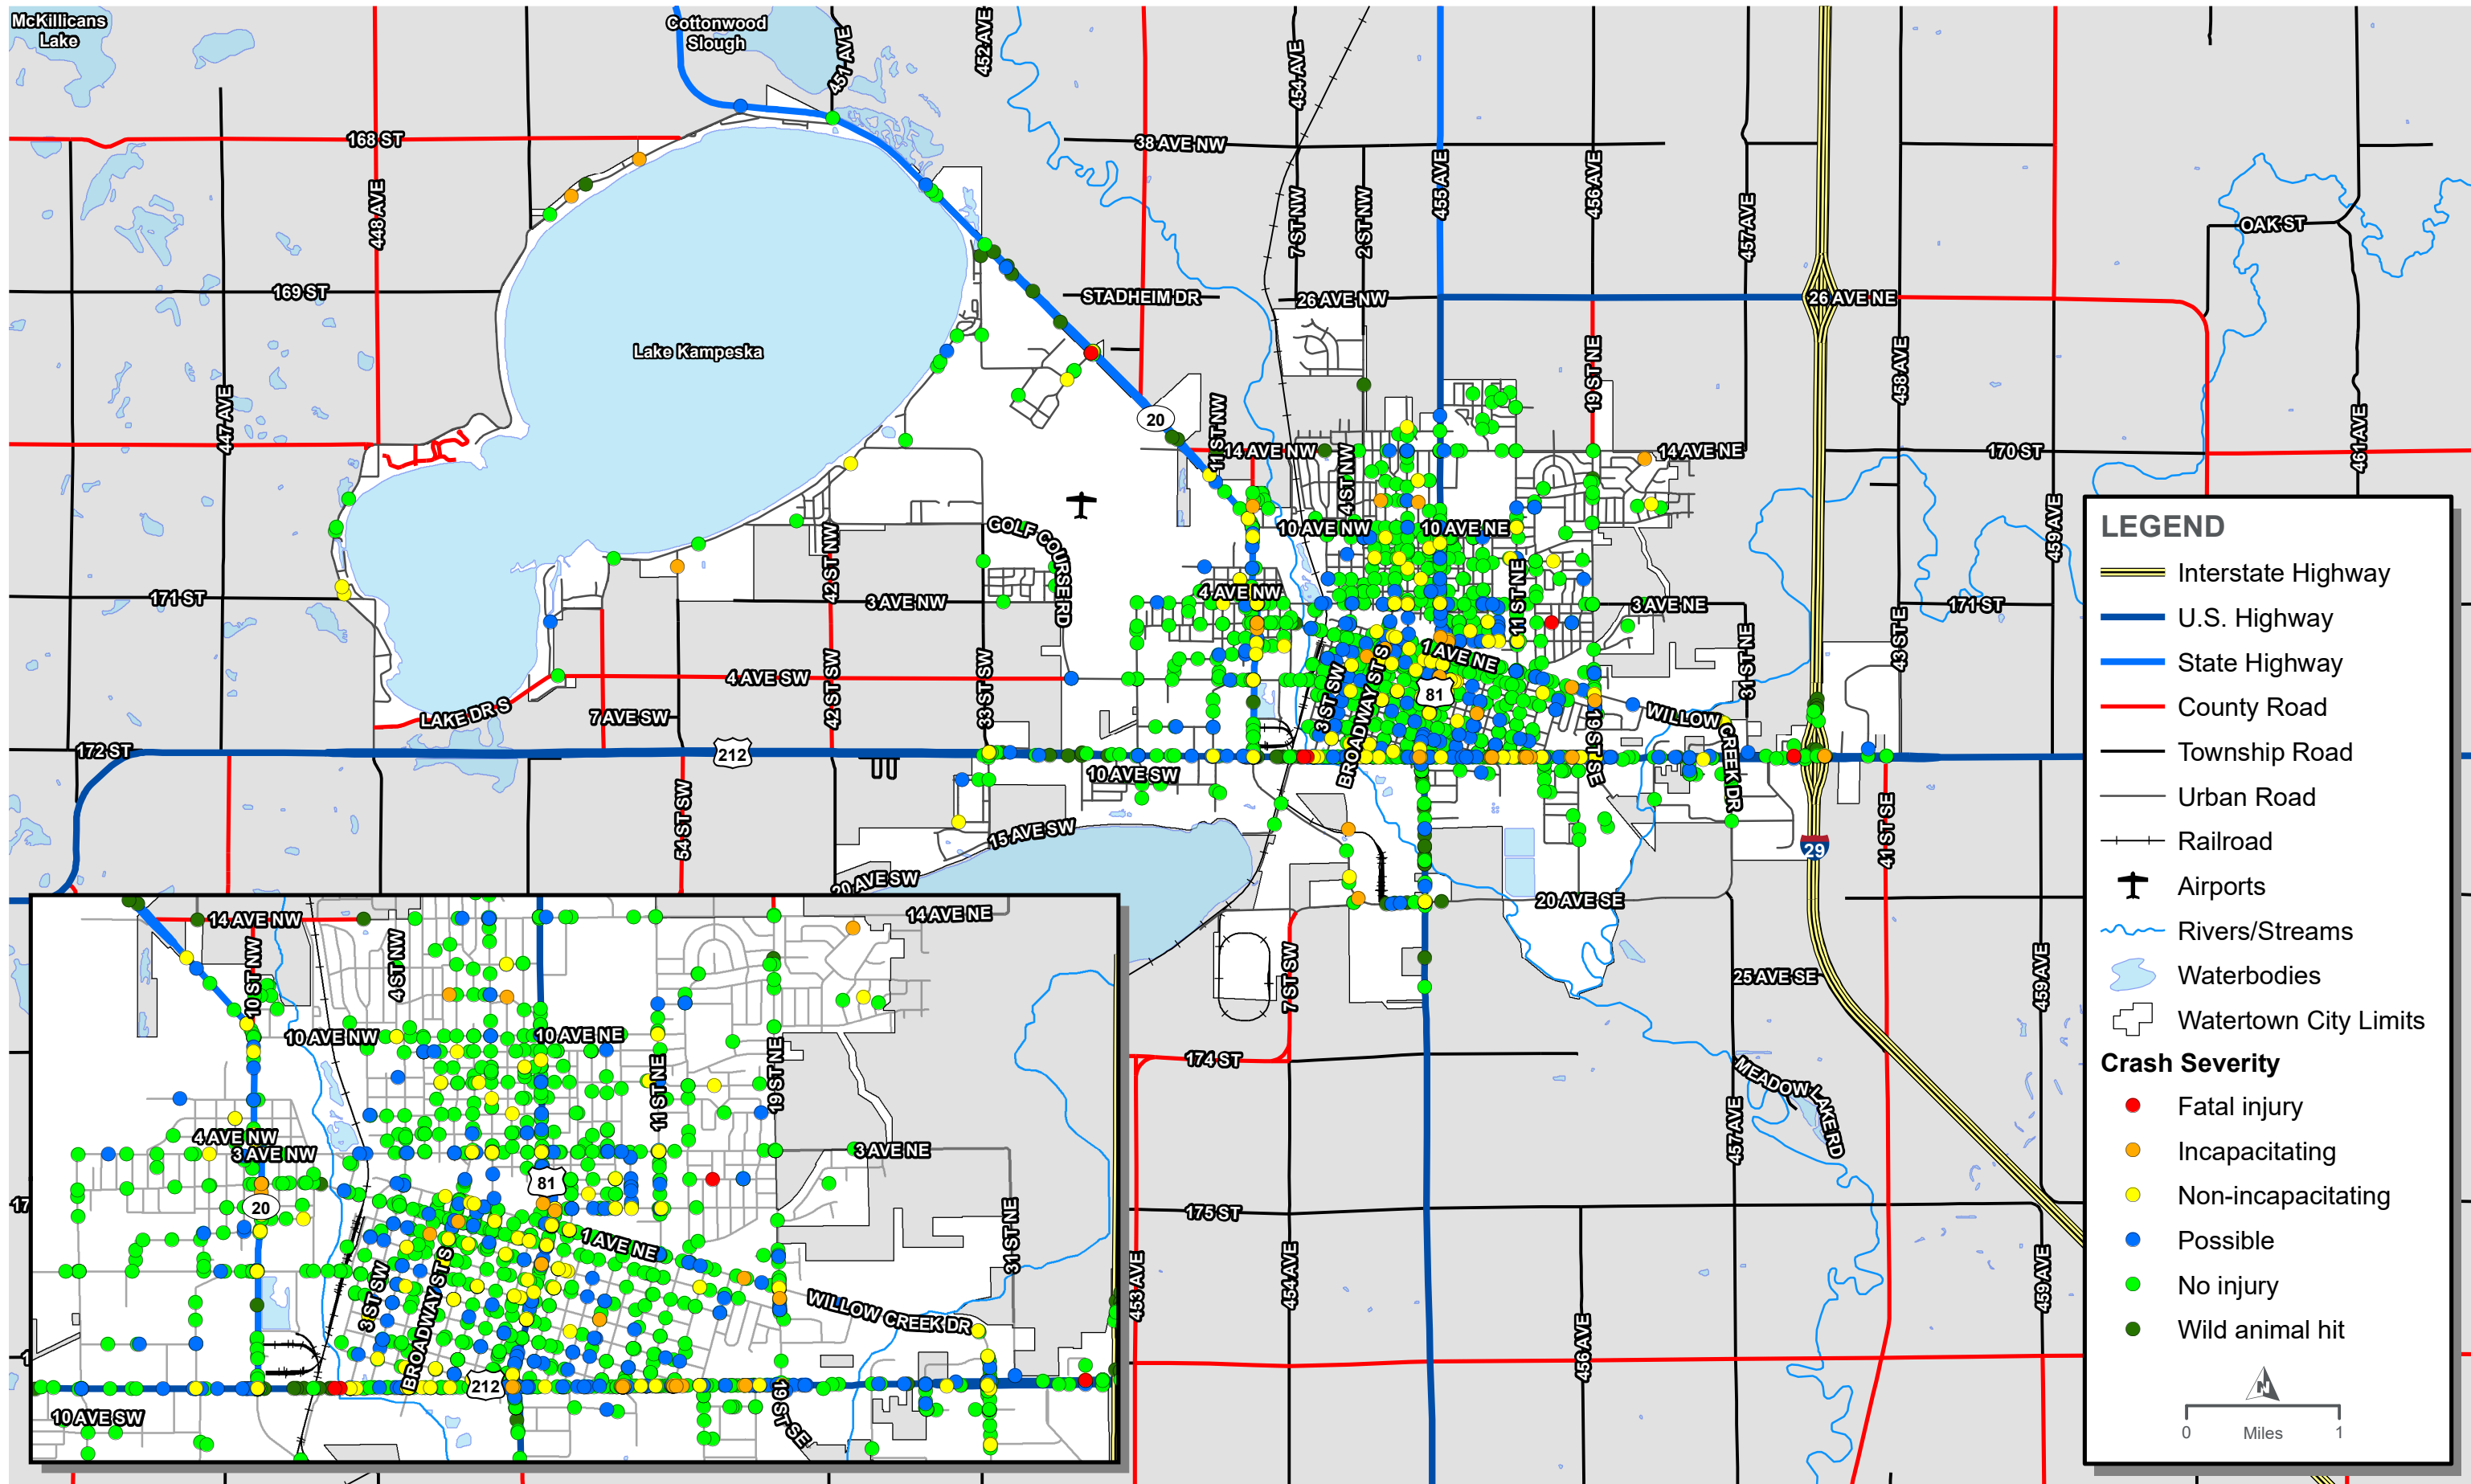 McKillicans
Lake
Cottonwood
Slough
451 AVE
452 AVE
454 AVE
168 ST
38 AVE NW
448 AVE
7 ST NW
2 ST NW
455 AVE
456 AVE
457 AVE
OAK ST
169 ST
STADHEIM DR
26 AVE NW
26 AVE NE
Lake Kampeska
19 ST NE
458 AVE
447 AVE
20
11 ST NW
14 AVE NW
4 ST NW
14 AVE NE
170 ST
461 AVE
459 AVE
GOLF COURSE RD
10 AVE NW
10 AVE NE
42 ST NW
11 ST NE
171 ST
3 AVE NW
4 AVE NW
3 AVE NE
171 ST
43 ST E
31 ST NE
1 AVE NE
4 AVE SW
42 ST SW
33 ST SW
3 ST SW
BROADWAY ST S
81
LAKE DR S
7 AVE SW
19 ST SE
WILLOW CREEK DR
172 ST
212
10 AVE SW
54 ST SW
15 AVE SW
41 ST SE
29
20 AVE SW
20 AVE SE
7 ST SW
25 AVE SE
459 AVE
174 ST
MEADOW LAKE RD
457 AVE
175 ST
453 AVE
454 AVE
456 AVE
459 AVE
14 AVE NW
10 ST NW
4 ST NW
14 AVE NE
10 AVE NW
10 AVE NE
11 ST NE
19 ST NE
4 AVE NW
3 AVE NW
3 AVE NE
81
20
1 AVE NE
31 ST NE
3 ST SW
BROADWAY ST S
WILLOW CREEK DR
212
10 AVE SW
19 ST SE
17
1
LEGEND
Interstate Highway
U.S. Highway
State Highway
County Road
Township Road
Urban Road
Railroad
Airports
Rivers/Streams
Waterbodies
Watertown City Limits
Crash Severity
Fatal injury
Incapacitating
Non-incapacitating
Possible
No injury
Wild animal hit
N
0 Miles 1